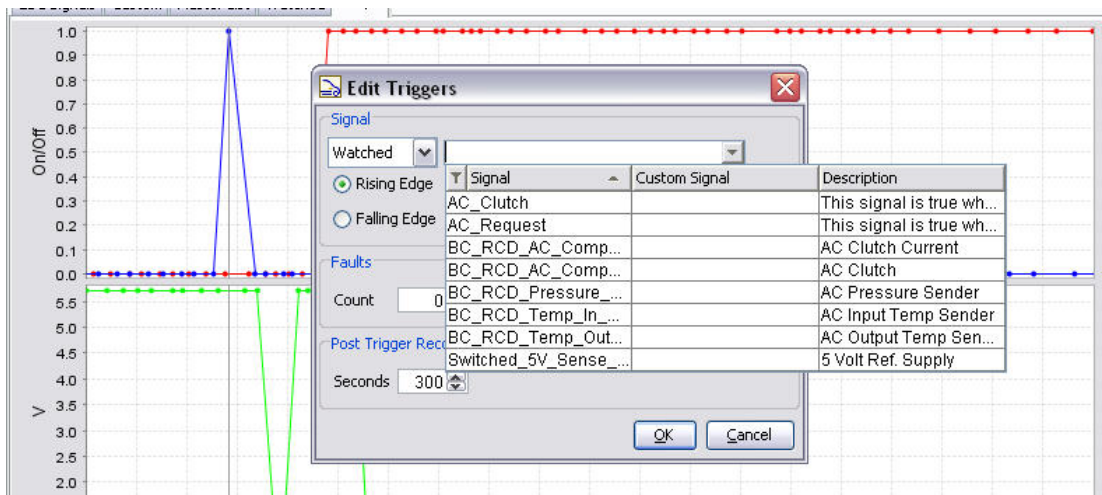 1.0
0.9
0.8
0.7
0.6
0.5
0.4
0.3
0.2
0.1
0.0
On/Off
5.5
5.0
4.5
4.0
3.5
3.0
2.5
2.0
V
Edit Triggers
Signal
Watched
Rising Edge
Falling Edge
Signal Custom Signal Description
AC_Clutch This signal is true wh...
AC_Request This signal is true wh...
BC_RCD_AC_Comp... AC Clutch Current
BC_RCD_AC_Comp... AC Clutch
BC_RCD_Pressure_... AC Pressure Sender
BC_RCD_Temp_In_... AC Input Temp Sender
BC_RCD_Temp_Out... AC Output Temp Sen...
Switched_5V_Sense_... 5 Volt Ref. Supply
Faults
Count 0
Post Trigger Reco
Seconds 300
OK Cancel